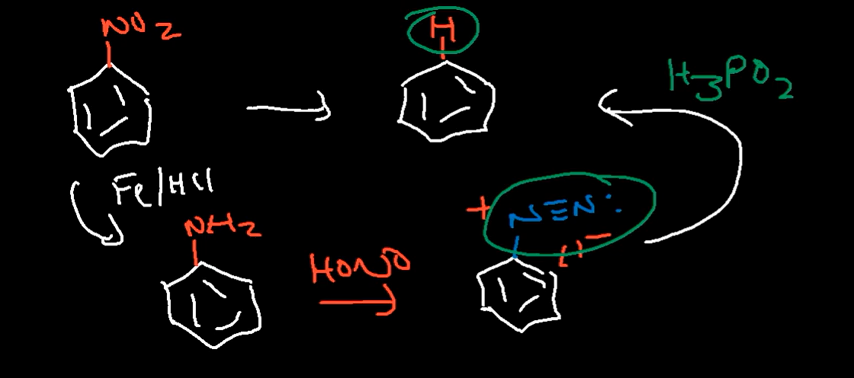 NO2
H
H3PO2
Fe/HCl
+
N≡N:
NH2
HONO
Cl-